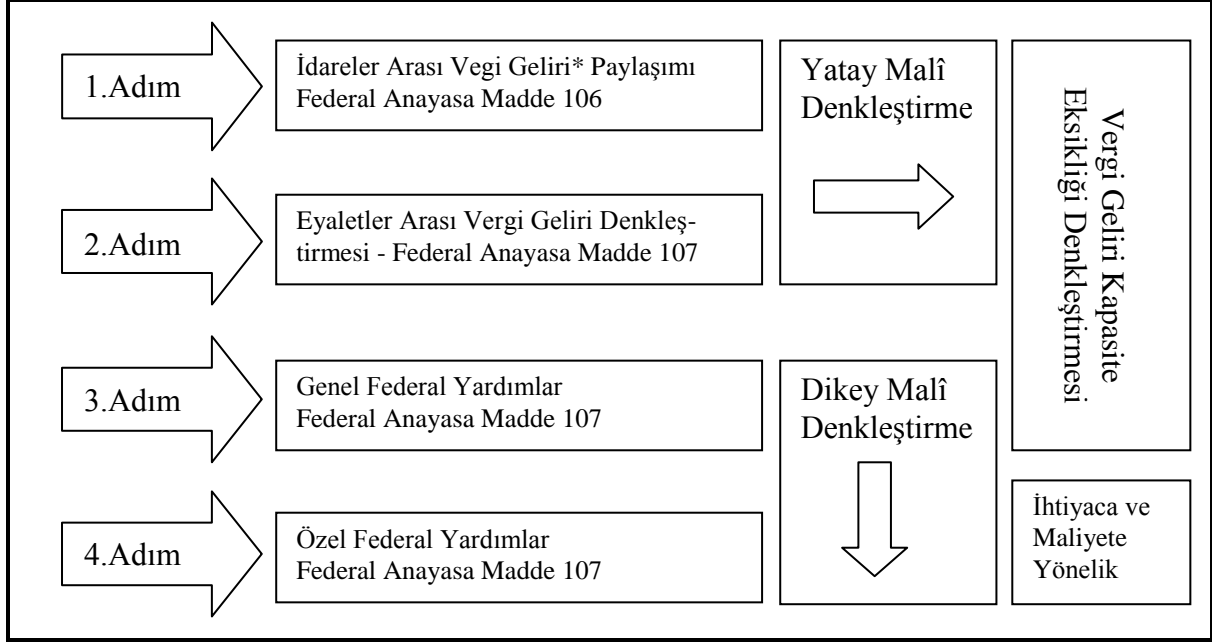 1.Adım
İdareler Arası Vegi Geliri* Paylaşımı
Federal Anayasa Madde 106
2.Adım
Eyaletler Arası Vergi Geliri Denkleş-
tirmesi - Federal Anayasa Madde 107
Yatay Malî
Denkleştirme
3.Adım
Genel Federal Yardımlar
Federal Anayasa Madde 107
4.Adım
Özel Federal Yardımlar
Federal Anayasa Madde 107
Dikey Malî
Denkleştirme
Vergi Geliri Kapasite
Eksikliği Denkleştirmesi
İhtiyaca ve
Maliyete
Yönelik